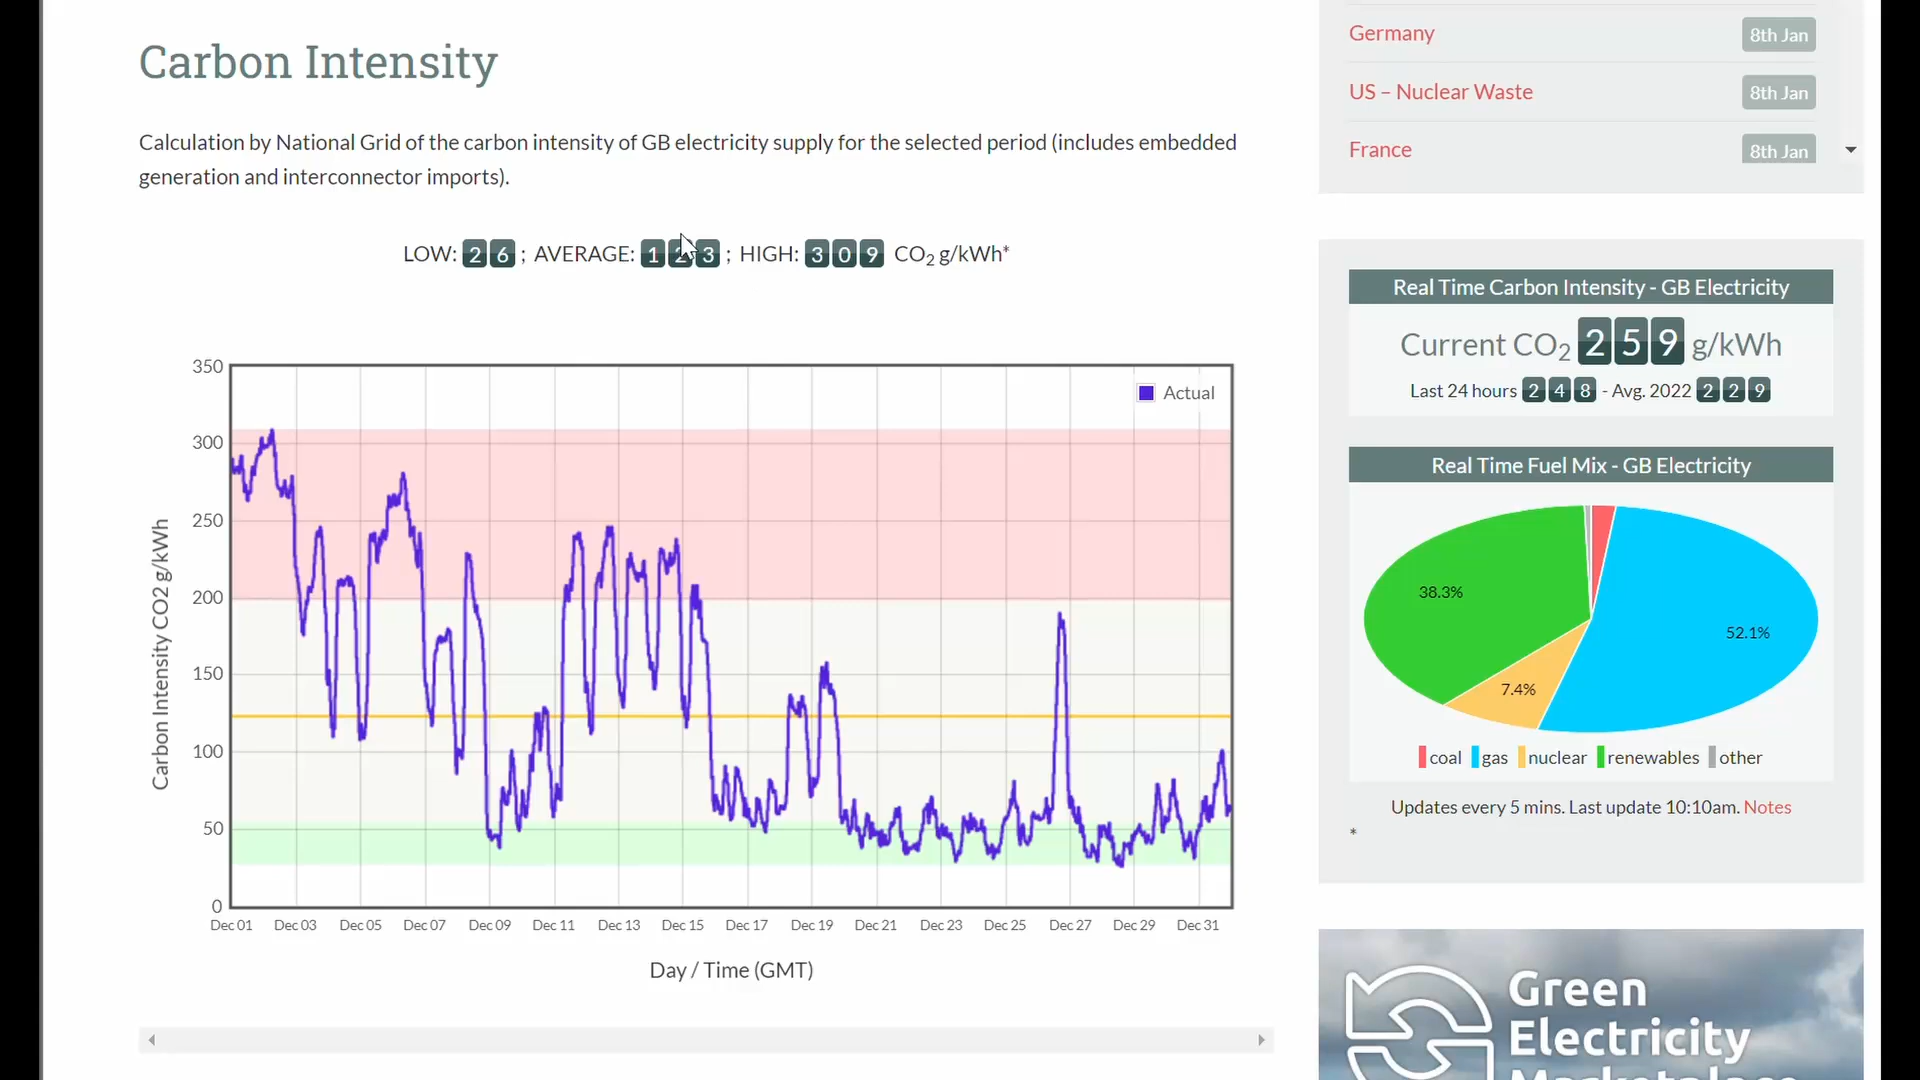 Carbon Intensity
Calculation by National Grid of the carbon intensity of GB electricity supply for the selected period (includes embedded
generation and interconnector imports).
LOW: 26 ; AVERAGE: 123 ; HIGH: 309 CO2 g/kWh*
Actual
350
300
250
200
150
100
50
0
Carbon Intensity CO2 g/kWh
Dec 01 Dec 03 Dec 05 Dec 07 Dec 09 Dec 11 Dec 13 Dec 15 Dec 17 Dec 19 Dec 21 Dec 23 Dec 25 Dec 27 Dec 29 Dec 31
Day / Time (GMT)
Germany 8th Jan
US – Nuclear Waste 8th Jan
France 8th Jan
Real Time Carbon Intensity - GB Electricity
Current CO2 259 g/kWh
Last 24 hours 248 - Avg. 2022 229
Real Time Fuel Mix - GB Electricity
38.3%
52.1%
7.4%
coal gas nuclear renewables other
Updates every 5 mins. Last update 10:10am. Notes
*
Green
Electricity
Marketplace